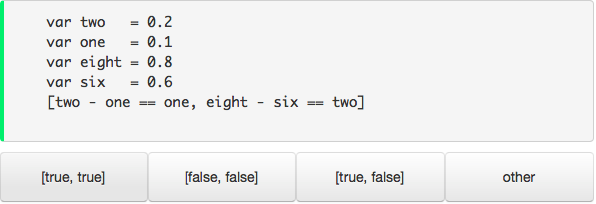 var two   = 0.2
var one   = 0.1
var eight = 0.8
var six   = 0.6
[two - one == one, eight - six == two]
[true, true]
[false, false]
[true, false]
other